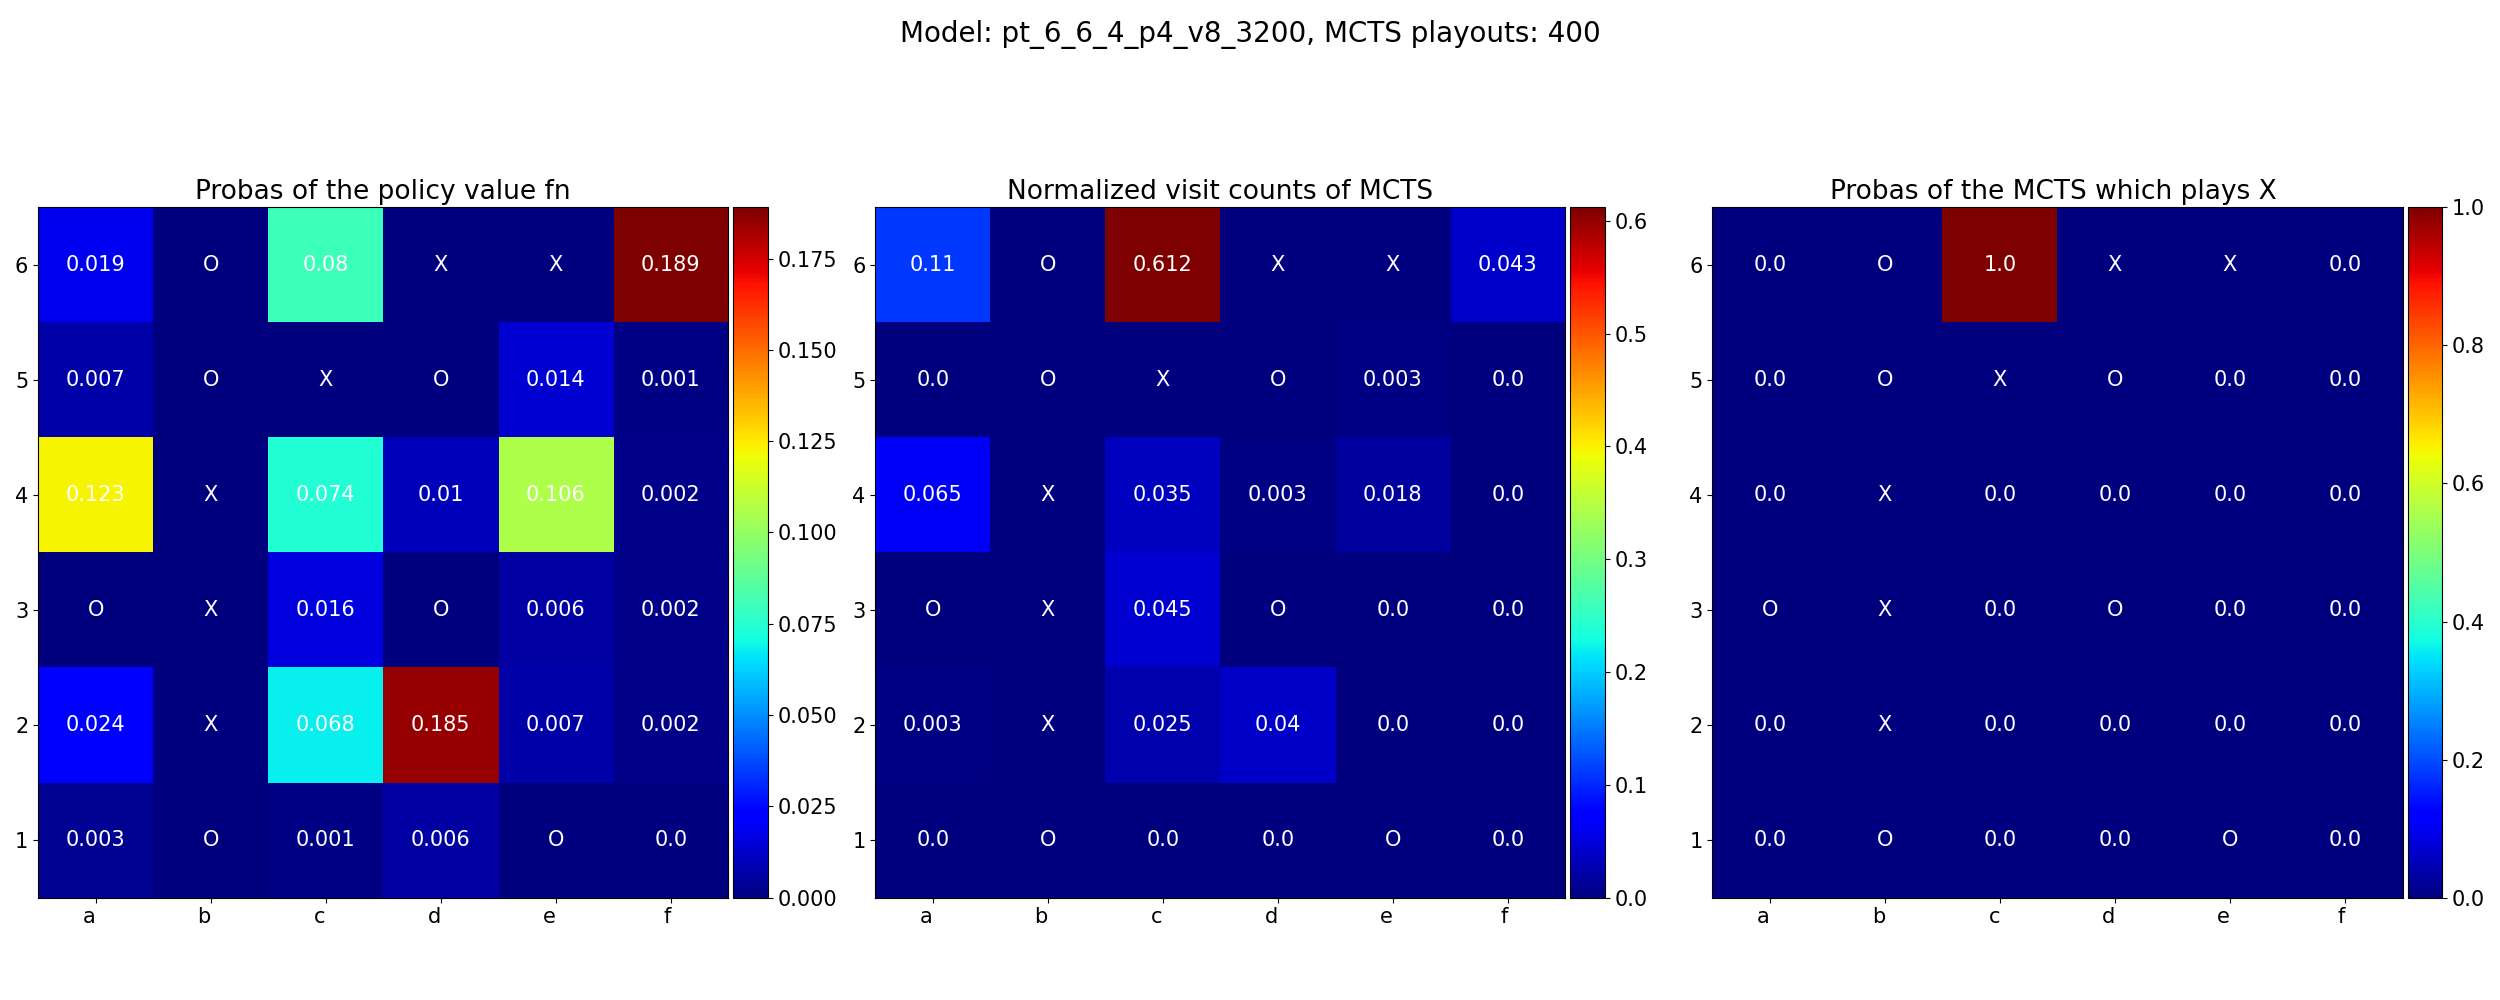 Model: pt_6_6_4_p4_v8_3200, MCTS playouts: 400
Probas of the policy value fn
6 0.019 O 0.08 X X 0.189
5 0.007 O X O 0.014 0.001
4 0.123 X 0.074 0.01 0.106 0.002
3 O X 0.016 O 0.006 0.002
2 0.024 X 0.068 0.185 0.007 0.002
1 0.003 O 0.001 0.006 O 0.0
a b c d e f
0.175
0.150
0.125
0.100
0.075
0.050
0.025
0.000
Normalized visit counts of MCTS
6 0.11 O 0.612 X X 0.043
5 0.0 O X O 0.003 0.0
4 0.065 X 0.035 0.003 0.018 0.0
3 O X 0.045 O 0.0 0.0
2 0.003 X 0.025 0.04 0.0 0.0
1 0.0 O 0.0 0.0 O 0.0
a b c d e f
0.6
0.5
0.4
0.3
0.2
0.1
0.0
Probas of the MCTS which plays X
6 0.0 O 1.0 X X 0.0
5 0.0 O X O 0.0 0.0
4 0.0 X 0.0 0.0 0.0 0.0
3 O X 0.0 O 0.0 0.0
2 0.0 X 0.0 0.0 0.0 0.0
1 0.0 O 0.0 0.0 O 0.0
a b c d e f
1.0
0.8
0.6
0.4
0.2
0.0